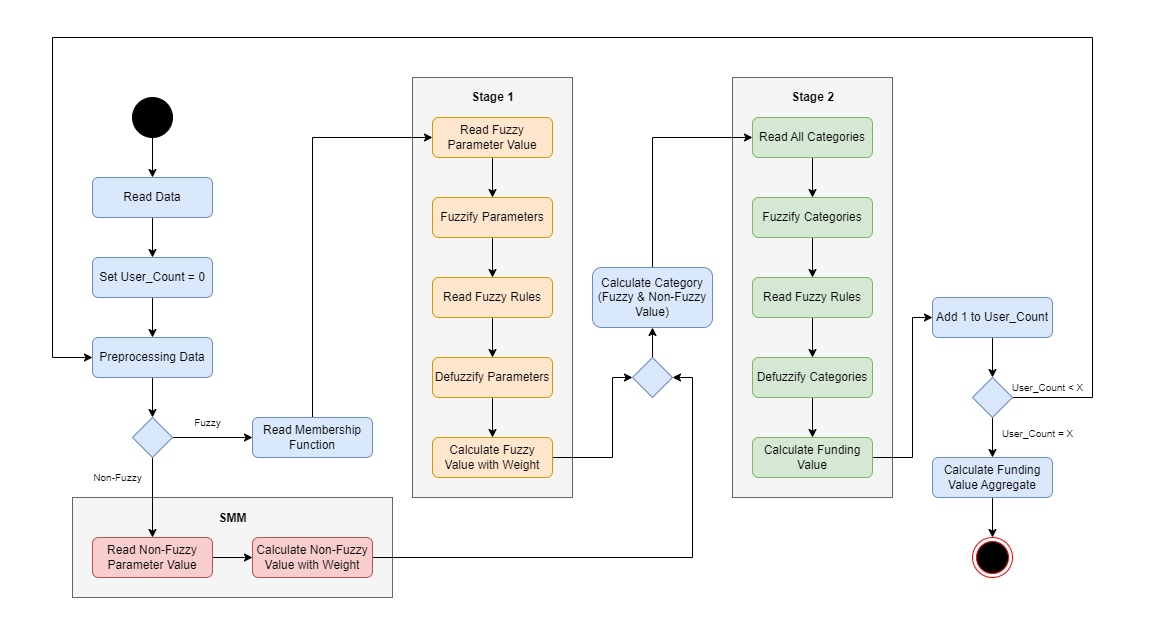 Read Data
Set User_Count = 0
Preprocessing Data
Fuzzy
Non-Fuzzy
Read Membership
Function
SMM
Read Non-Fuzzy
Parameter Value
Calculate Non-Fuzzy
Value with Weight
Stage 1
Read Fuzzy
Parameter Value
Fuzzify Parameters
Read Fuzzy Rules
Defuzzify Parameters
Calculate Fuzzy
Value with Weight
Calculate Category
(Fuzzy & Non-Fuzzy
Value)
Stage 2
Read All Categories
Fuzzify Categories
Read Fuzzy Rules
Defuzzify Categories
Calculate Funding
Value
Add 1 to User_Count
User_Count < X
User_Count = X
Calculate Funding
Value Aggregate